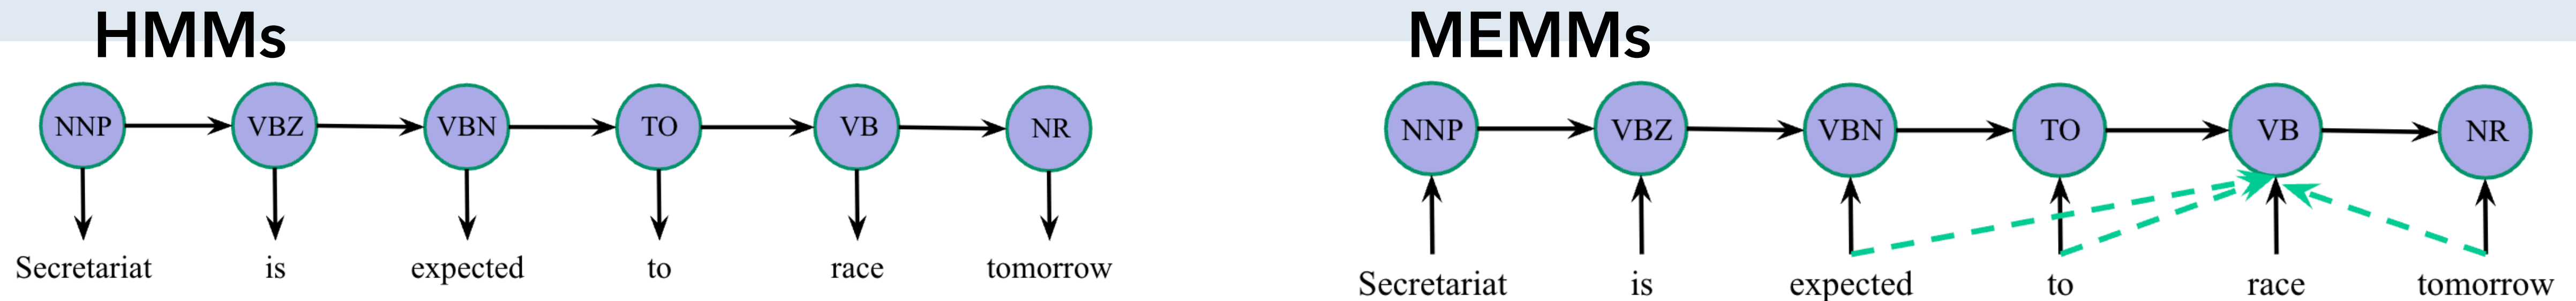 HMMs
NNP VBZ VBN TO VB NR
Secretariat is expected to race tomorrow
MEMMs
NNP VBZ VBN TO VB NR
Secretariat is expected to race tomorrow